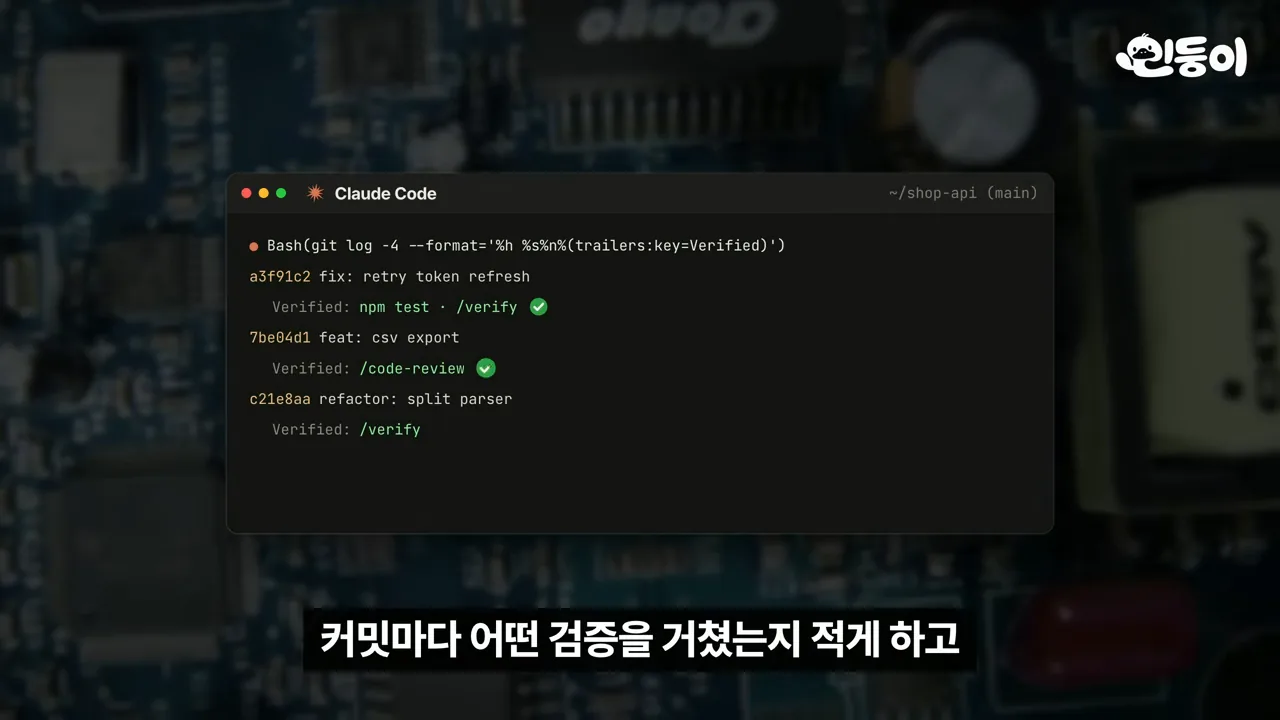 인둥이
Claude Code
~/shop-api (main)
Bash(git log -4 --format='%h %s%n%(trailers:key=Verified)')
a3f91c2 fix: retry token refresh
Verified: npm test · /verify
7be04d1 feat: csv export
Verified: /code-review
c21e8aa refactor: split parser
Verified: /verify
커밋마다 어떤 검증을 거쳤는지 적게 하고